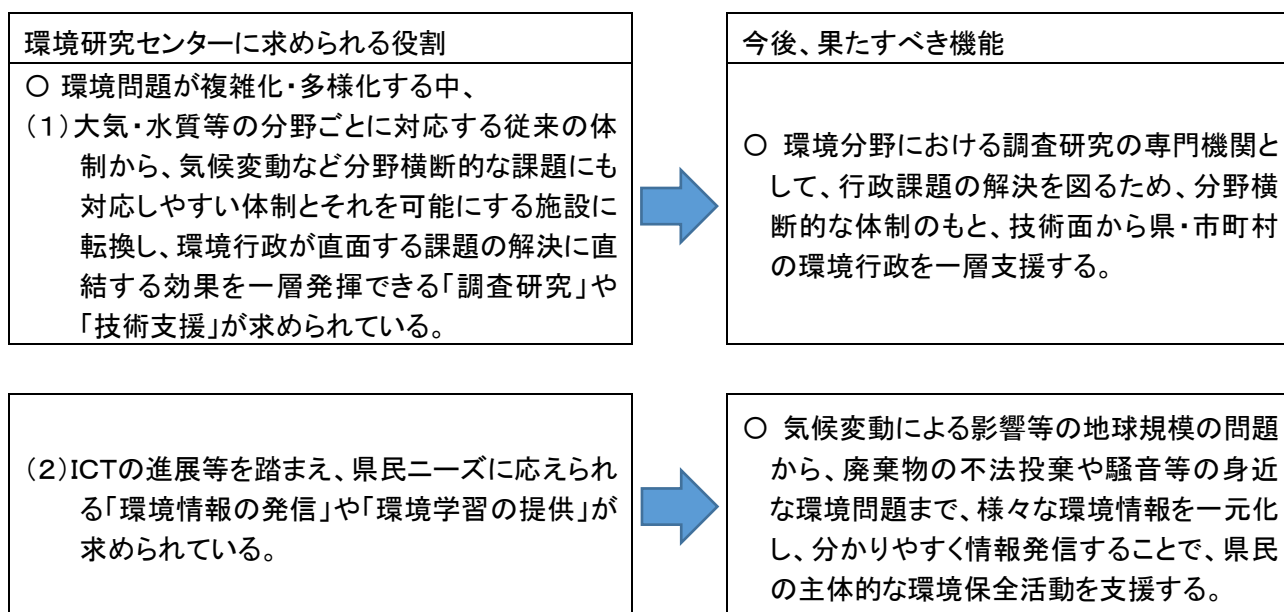 環境研究センターに求められる役割
〇 環境問題が複雑化・多様化する中、
(1)大気・水質等の分野ごとに対応する従来の体
制から、気候変動など分野横断的な課題にも
対応しやすい体制とそれを可能にする施設に
転換し、環境行政が直面する課題の解決に直
結する効果を一層発揮できる「調査研究」や
「技術支援」が求められている。
今後、果たすべき機能
〇 環境分野における調査研究の専門機関と
して、行政課題の解決を図るため、分野横
断的な体制のもと、技術面から県・市町村
の環境行政を一層支援する。
(2)ICTの進展等を踏まえ、県民ニーズに応えられ
る「環境情報の発信」や「環境学習の提供」が
求められている。
〇 気候変動による影響等の地球規模の問題
から、廃棄物の不法投棄や騒音等の身近
な環境問題まで、様々な環境情報を一元化
し、分かりやすく情報発信することで、県民
の主体的な環境保全活動を支援する。